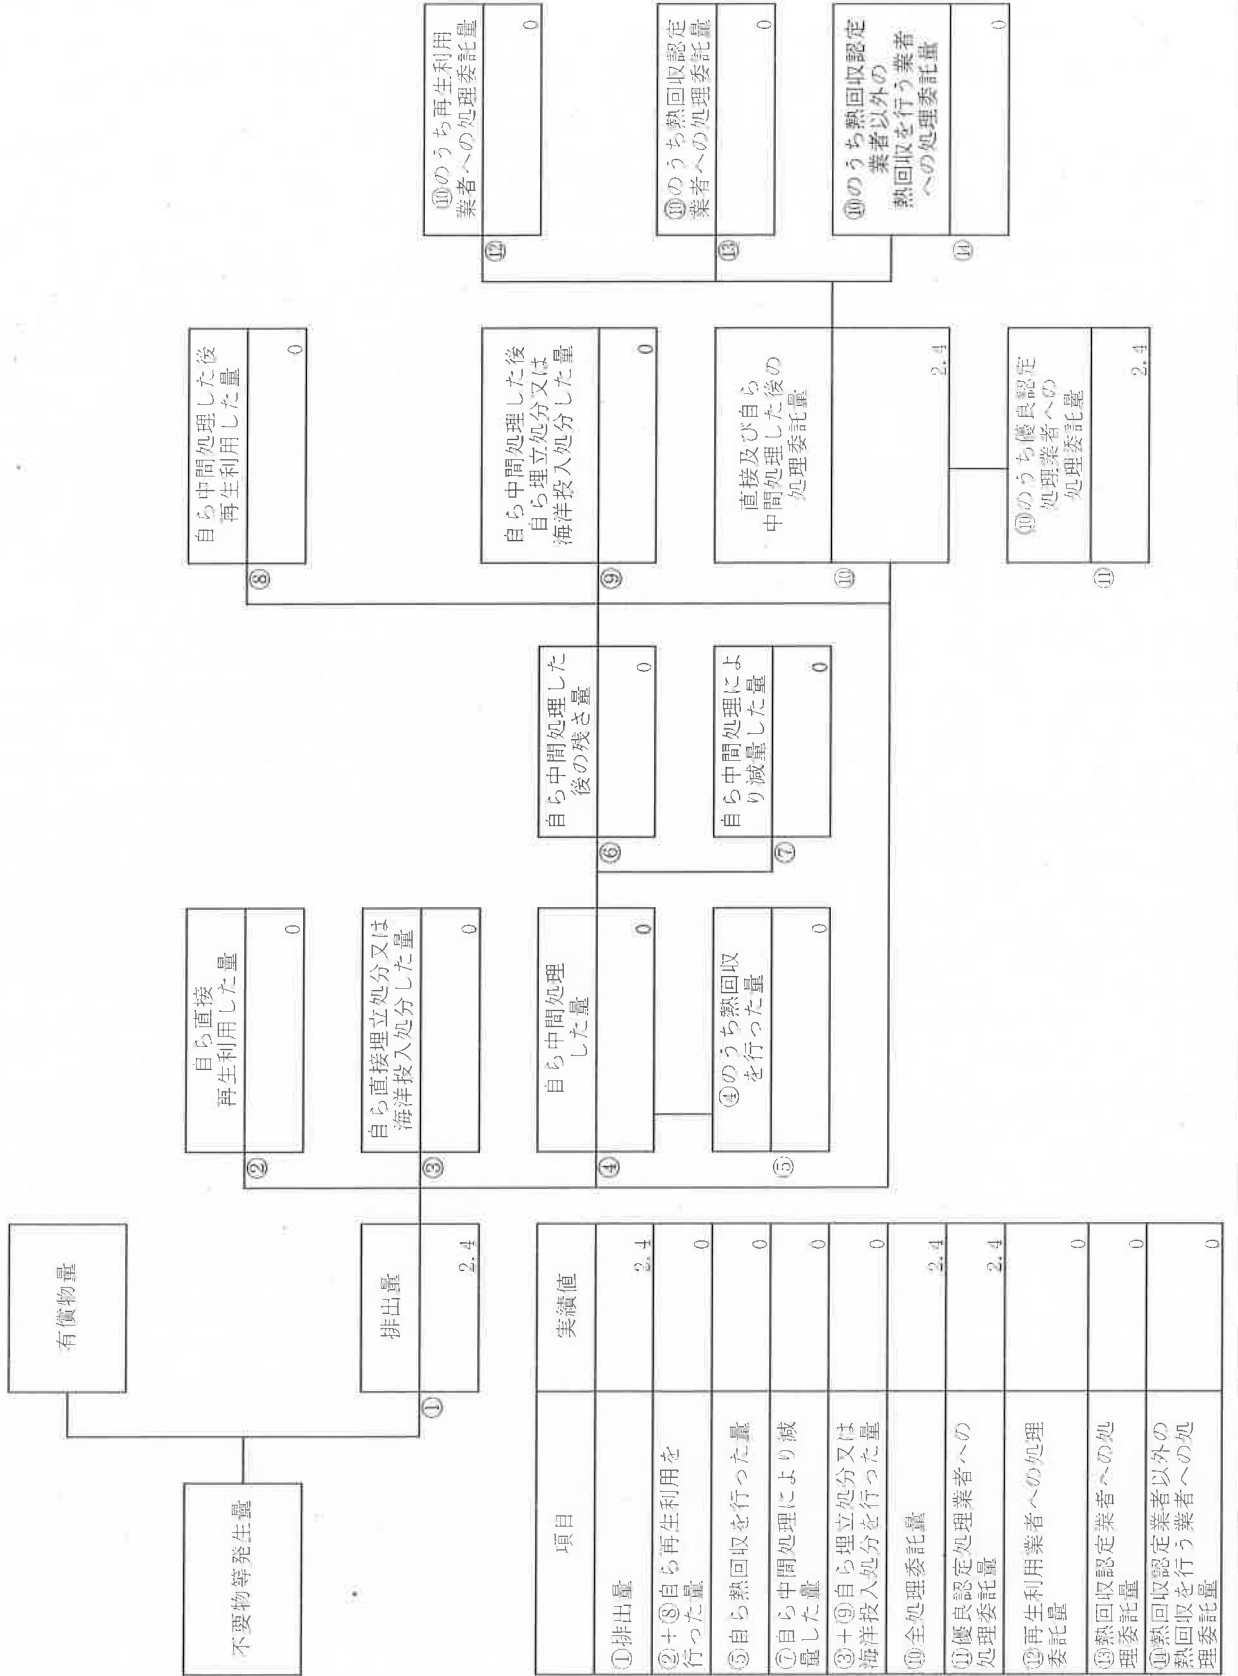 不要物等発生量
有償物量
排出量
①
2.4
自ら直接
再生利用した量
②
0
自ら直接埋立処分又は
海洋投入処分した量
③
0
自ら中間処理
した量
④
0
④のうち熱回収
を行った量
⑤
0
自ら中間処理した
後の残さ量
⑥
0
自ら中間処理によ
り減量した量
⑦
0
自ら中間処理した後
再生利用した量
⑧
0
自ら中間処理した後
自ら埋立処分又は
海洋投入処分した量
⑨
0
直接及び自ら
中間処理した後の
処理委託量
⑩
2.4
⑩のうち優良認定
処理業者への
処理委託量
⑪
2.4
⑩のうち再生利用
業者への処理委託量
⑫
0
⑩のうち熱回収認定
業者への処理委託量
⑬
0
⑩のうち熱回収認定
業者以外の
熱回収を行う業者
への処理委託量
⑭
0
項目 実績値
①排出量 2.4
②+⑧自ら再生利用を
行った量 0
⑤自ら熱回収を行った量 0
⑦自ら中間処理により減
量した量 0
③+⑨自ら埋立処分又は
海洋投入処分を行った量 0
⑩全処理委託量 2.4
⑪優良認定処理業者への
処理委託量 2.4
⑫再生利用業者への処理
委託量 0
⑬熱回収認定業者への処
理委託量 0
⑭熱回収認定業者以外の
熱回収を行う業者への処
理委託量 0